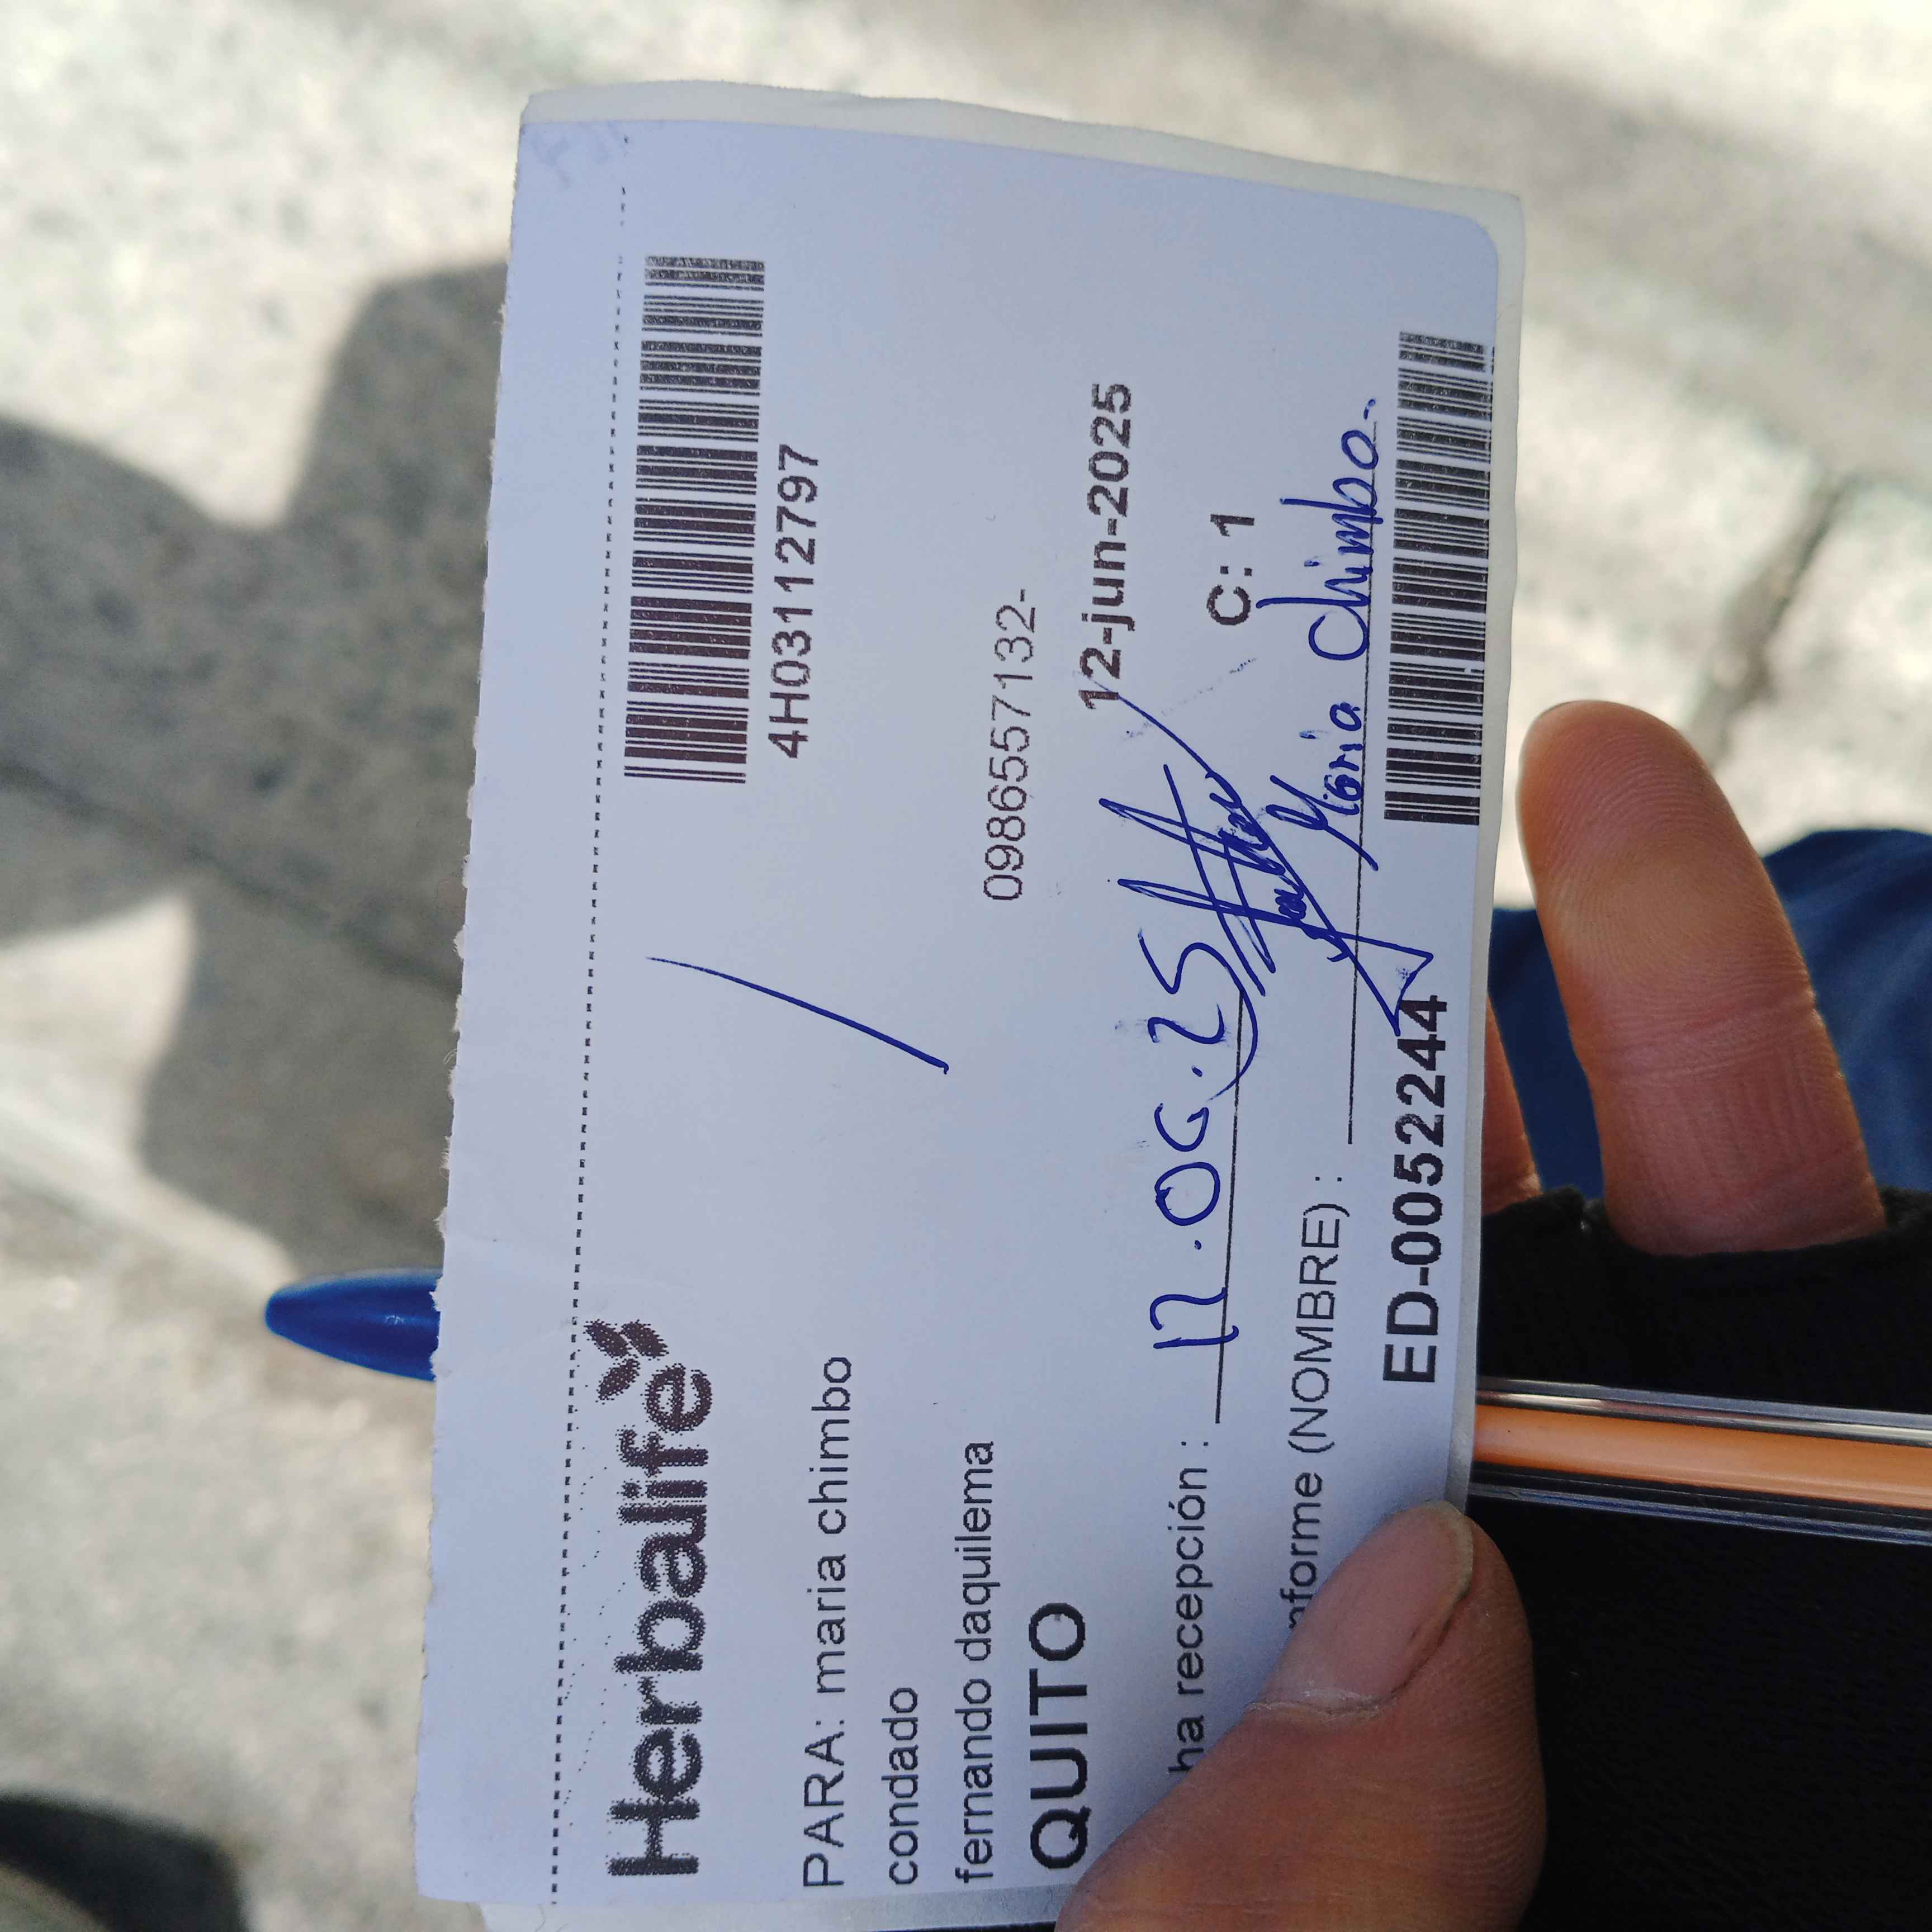 Herbalife
4H03112797
PARA: maria chimbo
condado
fernando daquilema
0986557132-
QUITO
12-jun-2025
ha recepción : 12.06.25
C: 1
nforme (NOMBRE) : Maria Chimbo.
ED-0052244